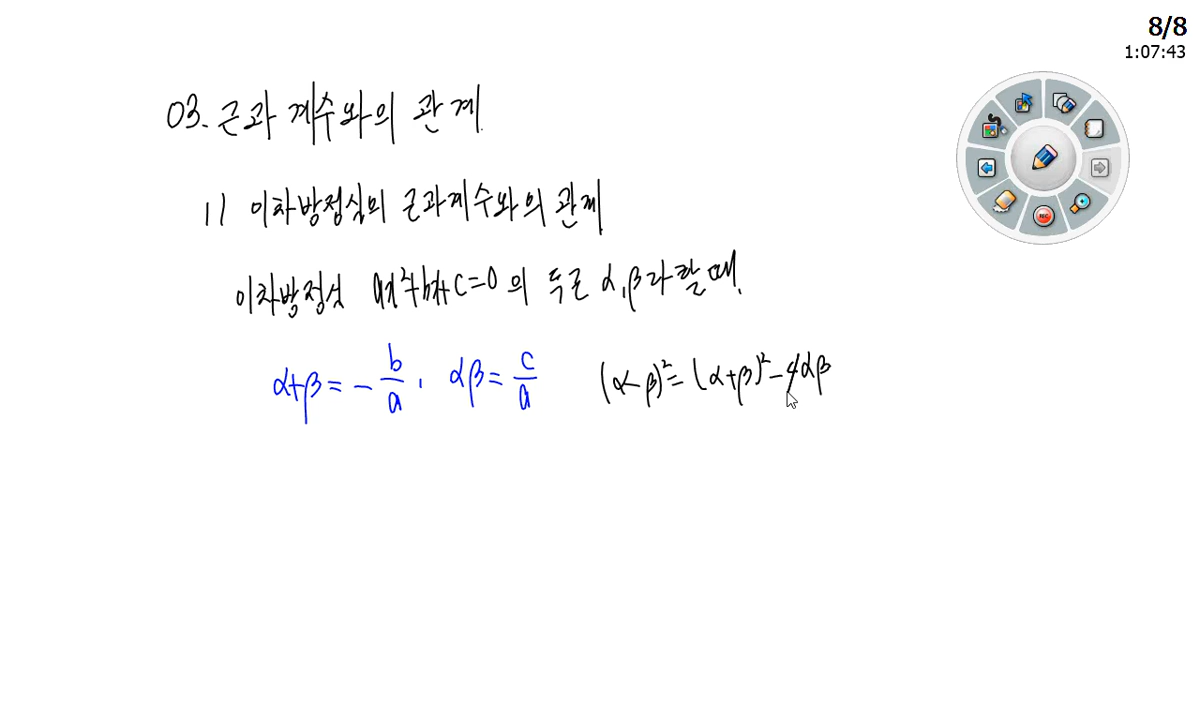 8/8
1:07:43
03. 근과 계수와의 관계.
1) 이차방정식의 근과계수와의 관계
이차방정식 ax²+bx+c=0 의 두근 α, β라 할 때,
α+β = - b/a , αβ = c/a (α-β)² = (α+β)² - 4αβ
REC